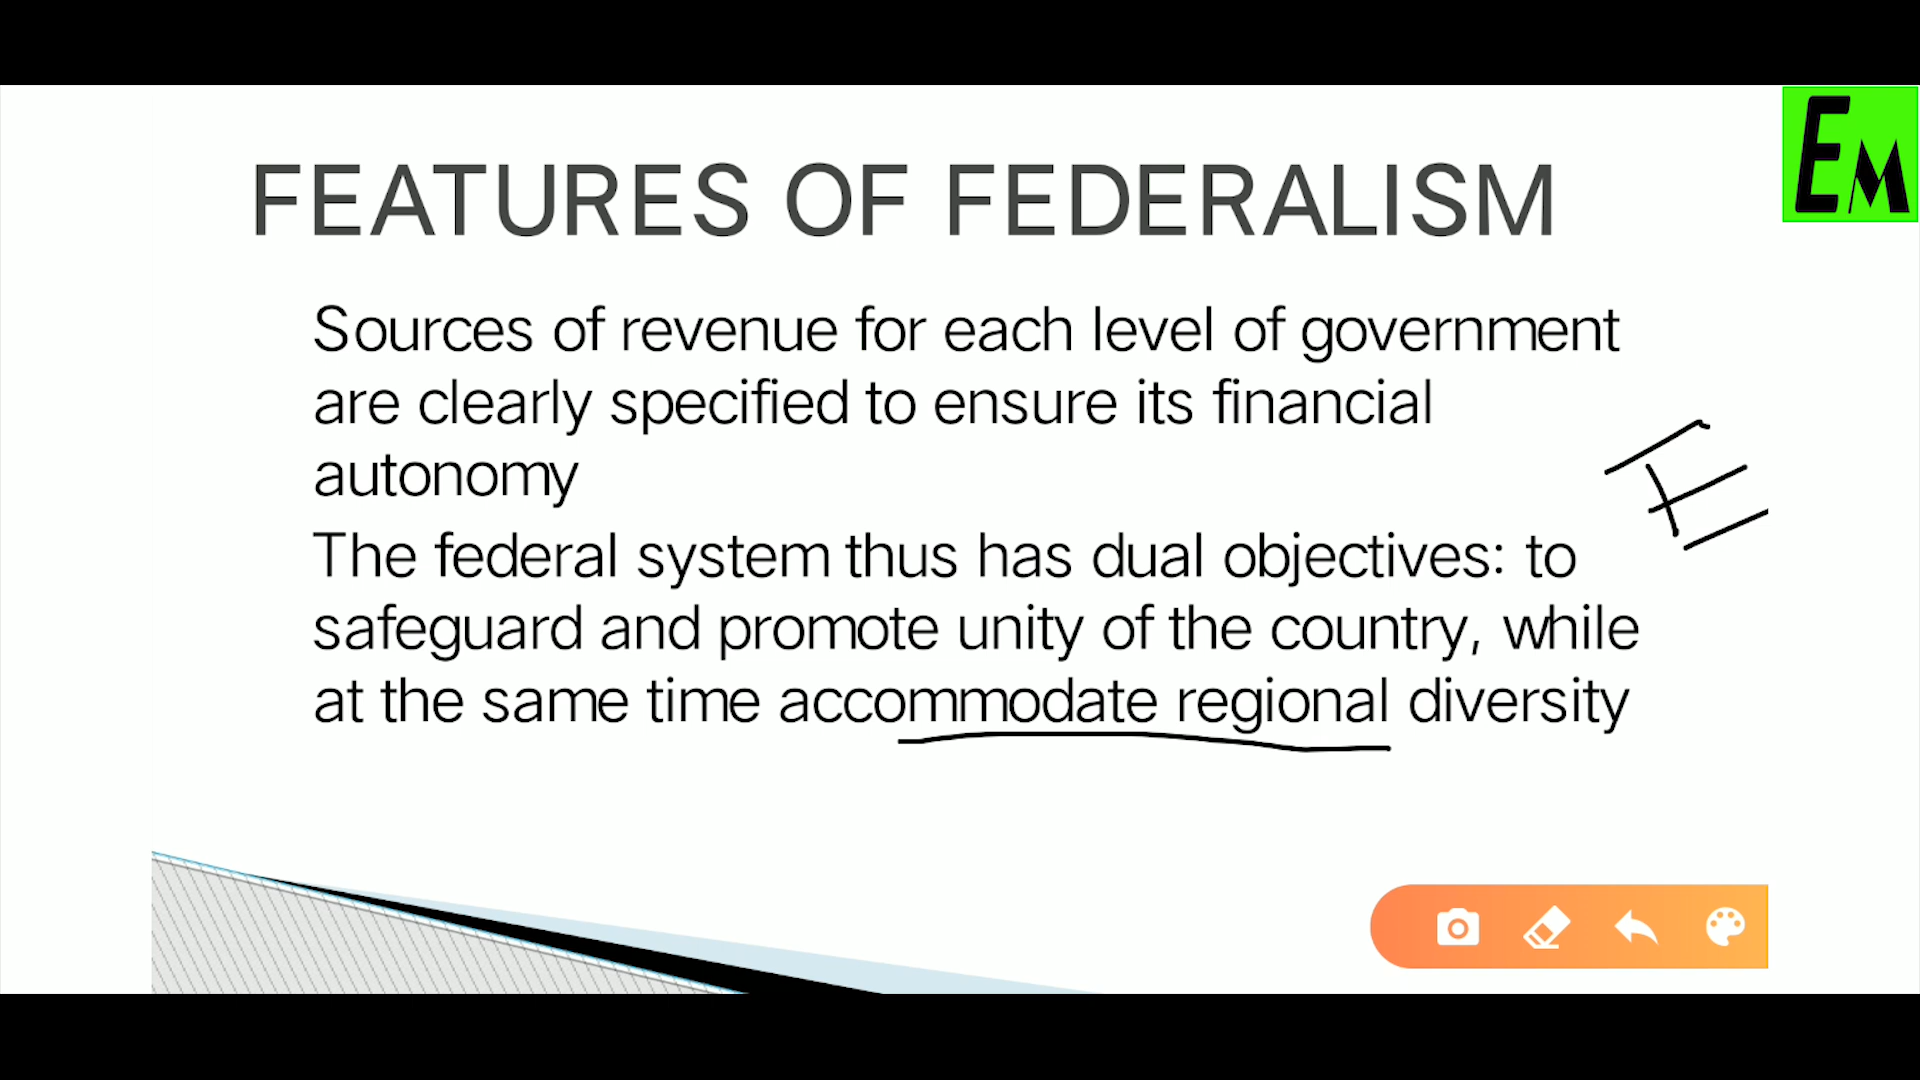 EM
FEATURES OF FEDERALISM
Sources of revenue for each level of government
are clearly specified to ensure its financial
autonomy
The federal system thus has dual objectives: to
safeguard and promote unity of the country, while
at the same time accommodate regional diversity